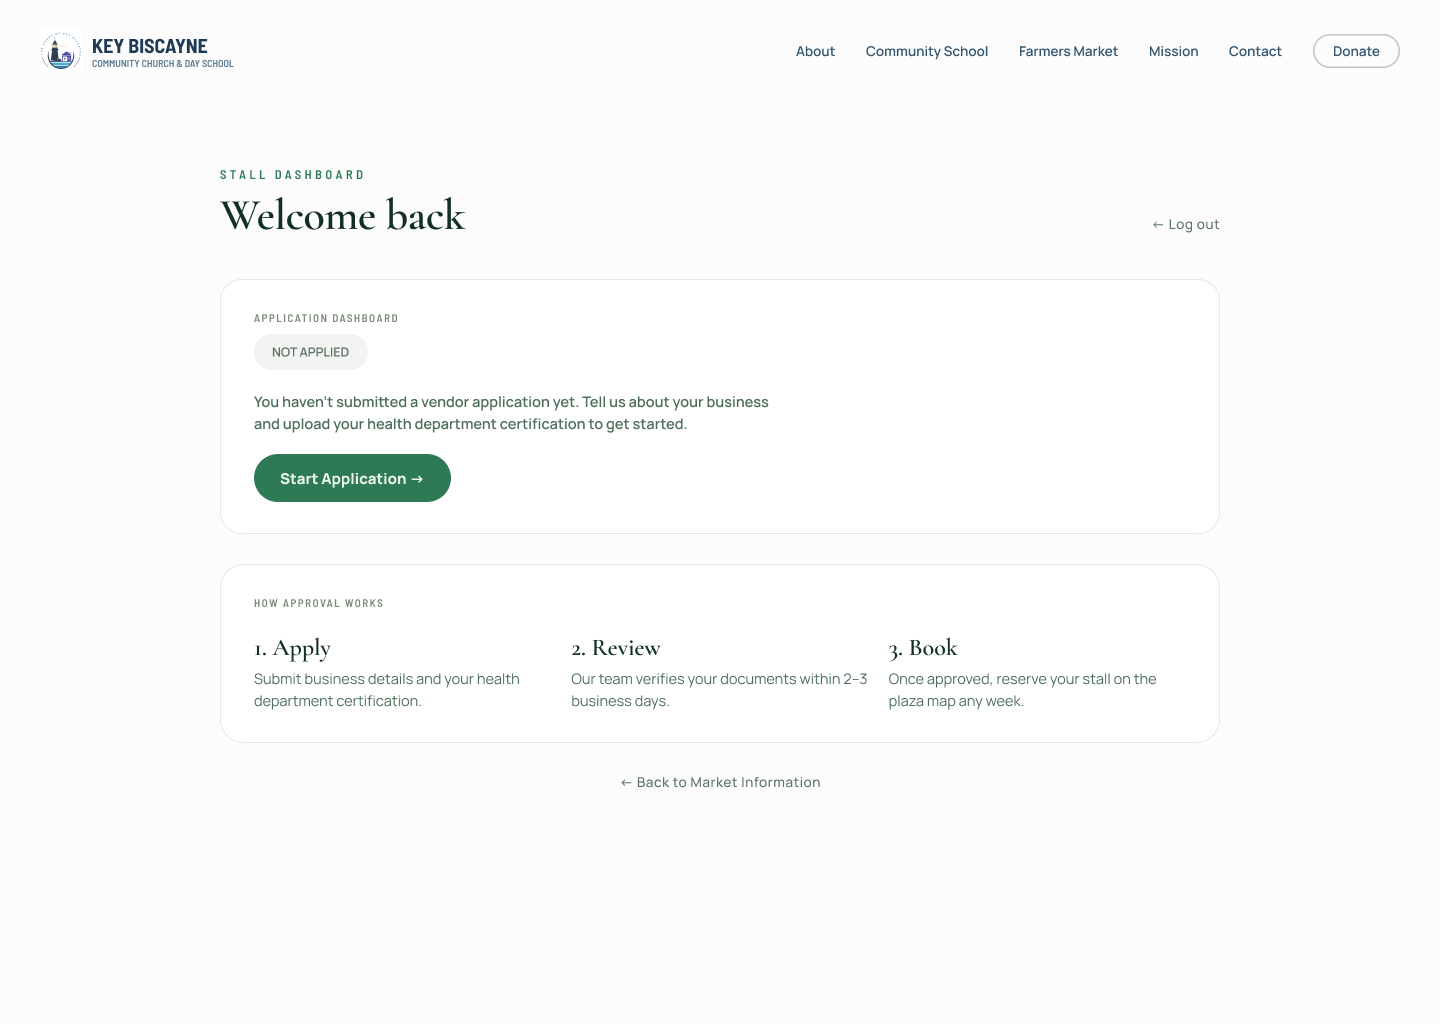 KEY BISCAYNE
COMMUNITY CHURCH & DAY SCHOOL
About
Community School
Farmers Market
Mission
Contact
Donate
STALL DASHBOARD
Welcome back
← Log out
APPLICATION DASHBOARD
NOT APPLIED
You haven't submitted a vendor application yet. Tell us about your business
and upload your health department certification to get started.
Start Application →
HOW APPROVAL WORKS
1. Apply
Submit business details and your health
department certification.
2. Review
Our team verifies your documents within 2–3
business days.
3. Book
Once approved, reserve your stall on the
plaza map any week.
← Back to Market Information